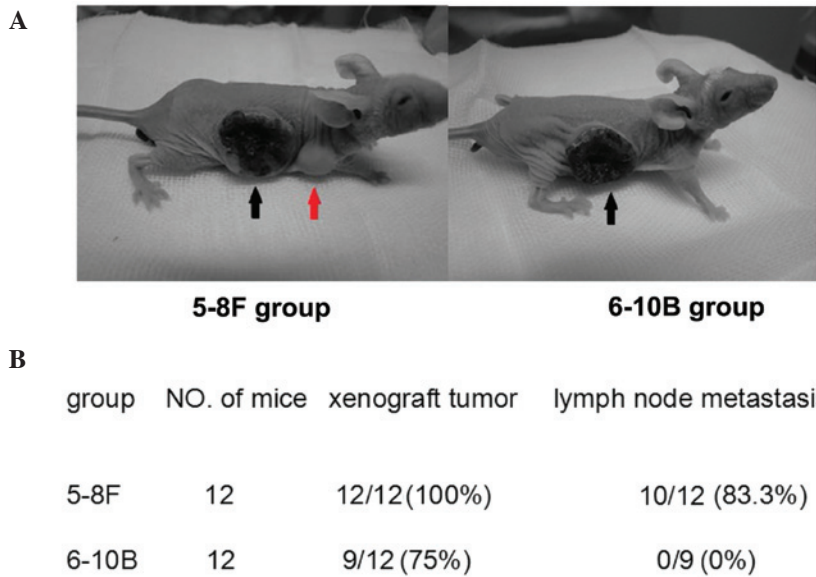 A
5-8F group 6-10B group
B
group NO. of mice xenograft tumor lymph node metastasi
5-8F 12 12/12 (100%) 10/12 (83.3%)
6-10B 12 9/12 (75%) 0/9 (0%)